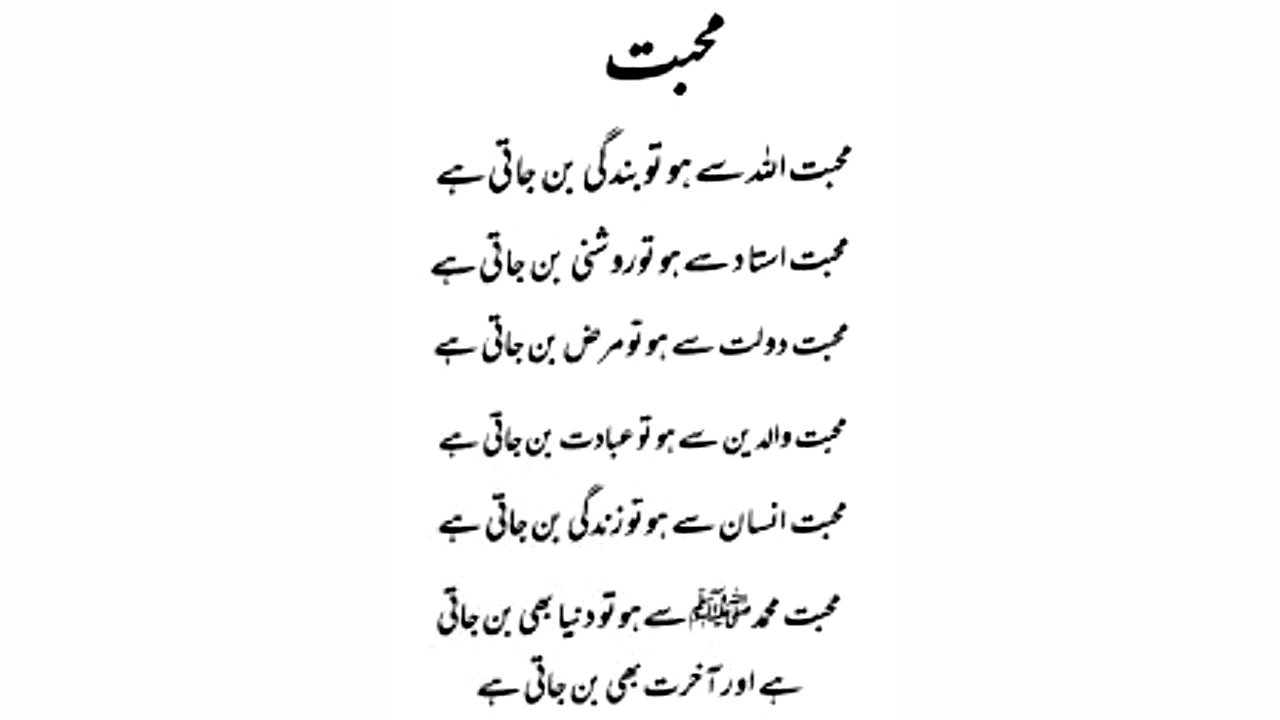 محبت
محبت اللہ سے ہو تو بندگی بن جاتی ہے
محبت استاد سے ہو تو روشنی بن جاتی ہے
محبت دولت سے ہو تو مرض بن جاتی ہے
محبت والدین سے ہو تو عبادت بن جاتی ہے
محبت انسان سے ہو تو زندگی بن جاتی ہے
محبت محمد ﷺ سے ہو تو دنیا بھی بن جاتی
ہے اور آخرت بھی بن جاتی ہے